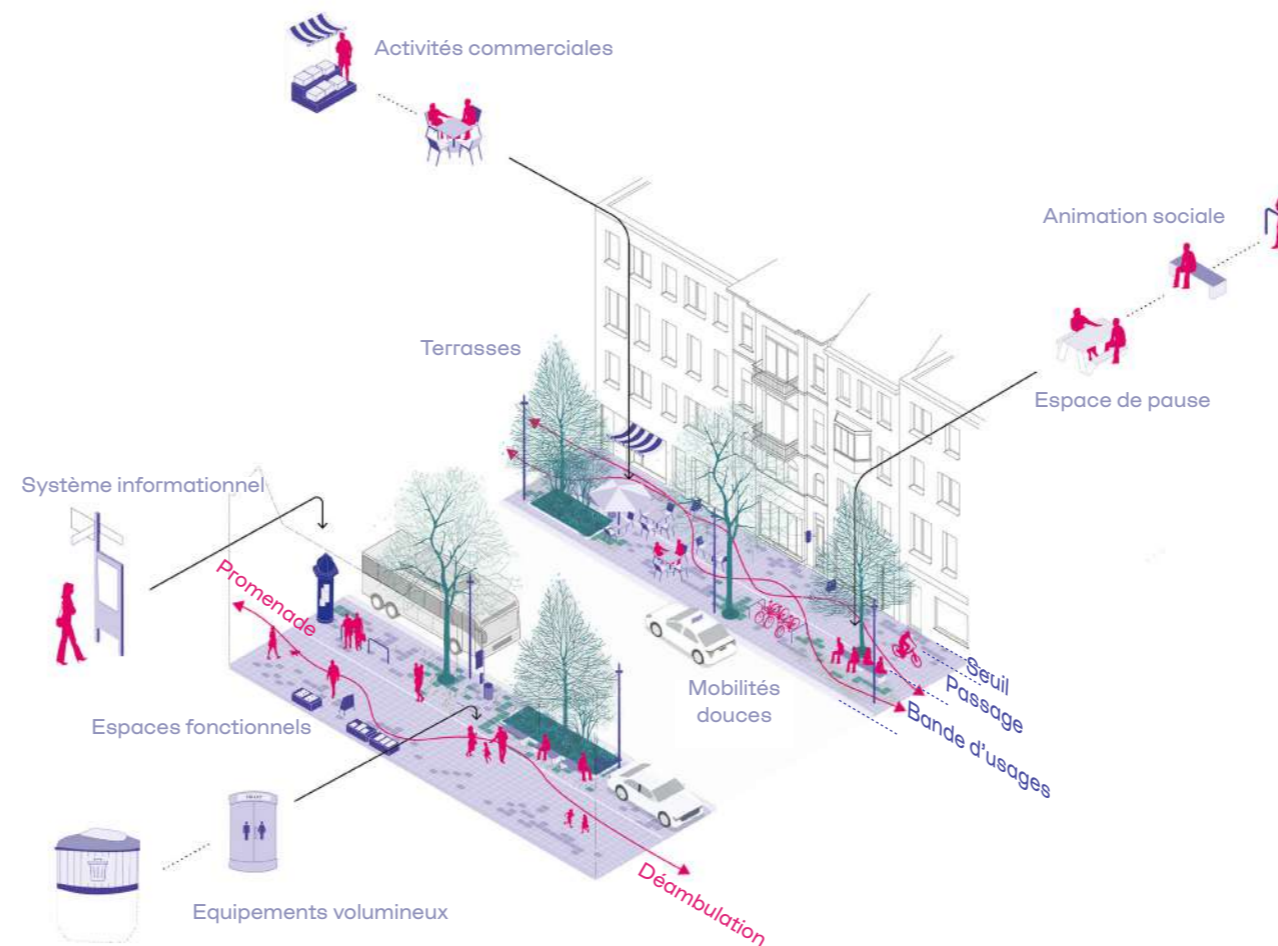 Activités commerciales
Animation sociale
Terrasses
Espace de pause
Système informationnel
Promenade
Seuil
Passage
Bande d'usages
Mobilités
douces
Espaces fonctionnels
Déambulation
Equipements volumineux